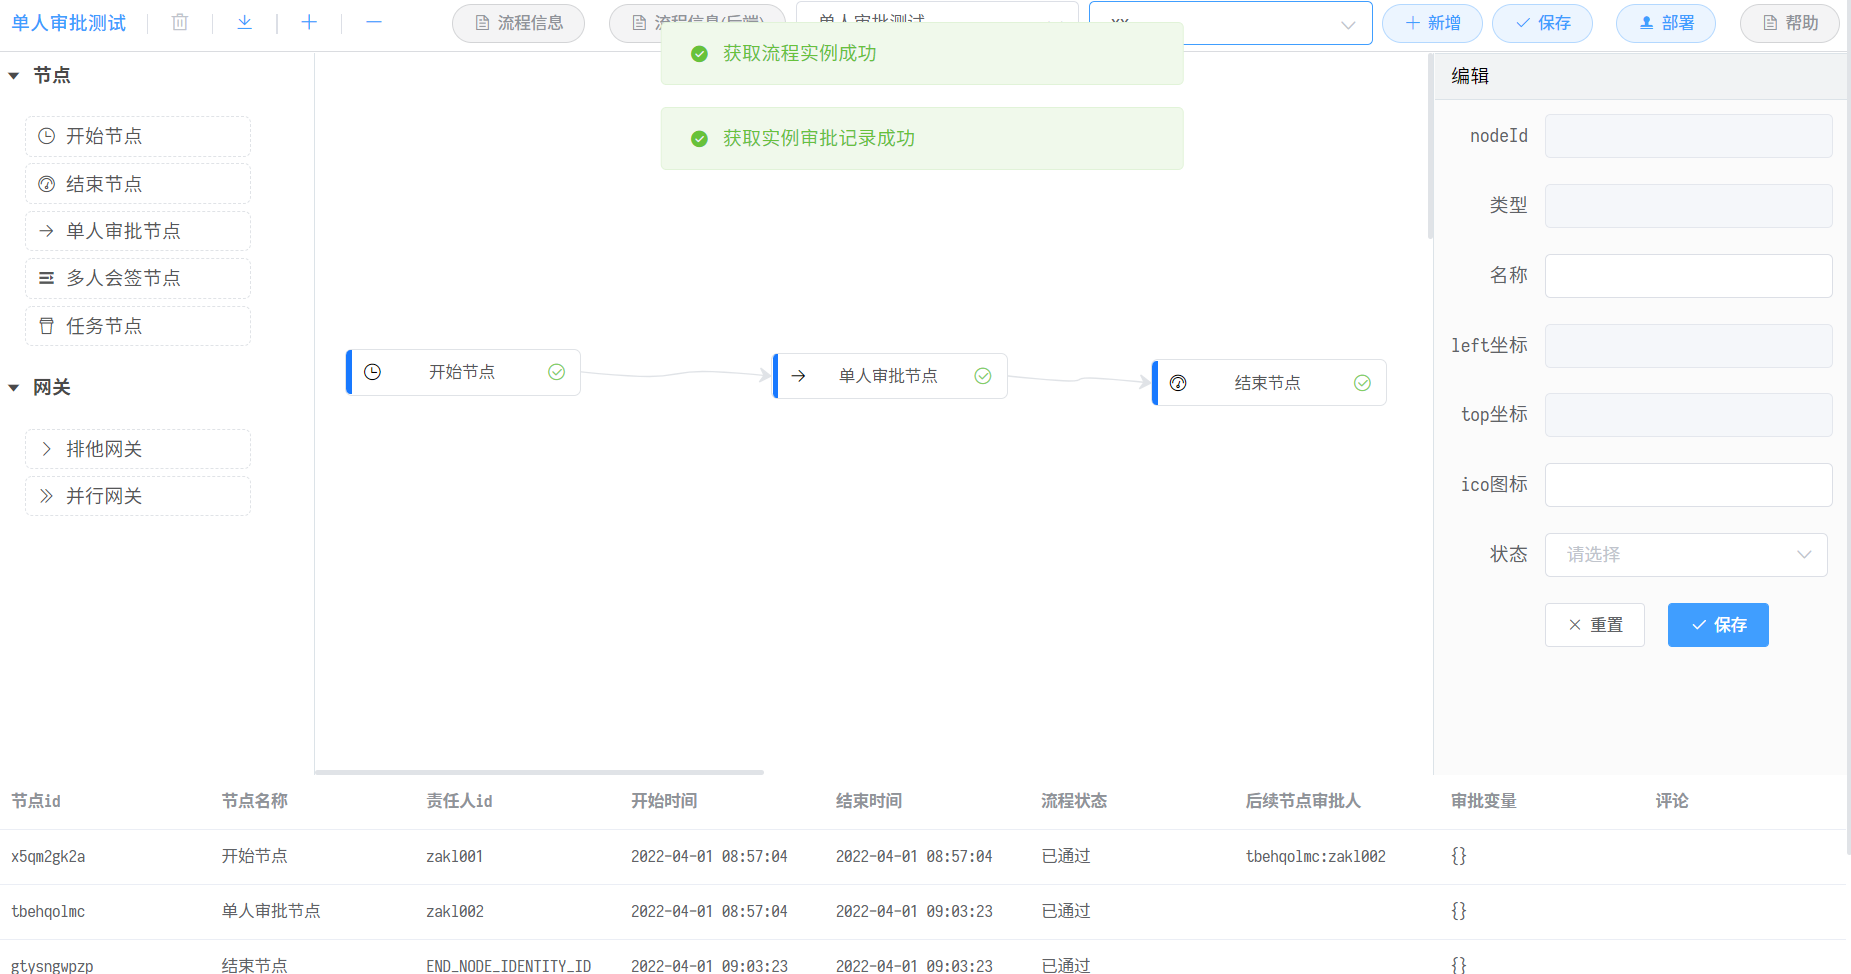 单人审批测试
流程信息
流程信息(后端)
单人审批测试
xx
新增
保存
部署
帮助
获取流程实例成功
获取实例审批记录成功
节点
开始节点
结束节点
单人审批节点
多人会签节点
任务节点
网关
排他网关
并行网关
开始节点
单人审批节点
结束节点
编辑
nodeId
类型
名称
left坐标
top坐标
ico图标
状态 请选择
重置 保存
节点id 节点名称 责任人id 开始时间 结束时间 流程状态 后续节点审批人 审批变量 评论
x5qm2gk2a 开始节点 zakl001 2022-04-01 08:57:04 2022-04-01 08:57:04 已通过 tbehqolmc:zakl002 {}
tbehqolmc 单人审批节点 zakl002 2022-04-01 08:57:04 2022-04-01 09:03:23 已通过 {}
gtysngwpzp 结束节点 END_NODE_IDENTITY_ID 2022-04-01 09:03:23 2022-04-01 09:03:23 已通过 {}